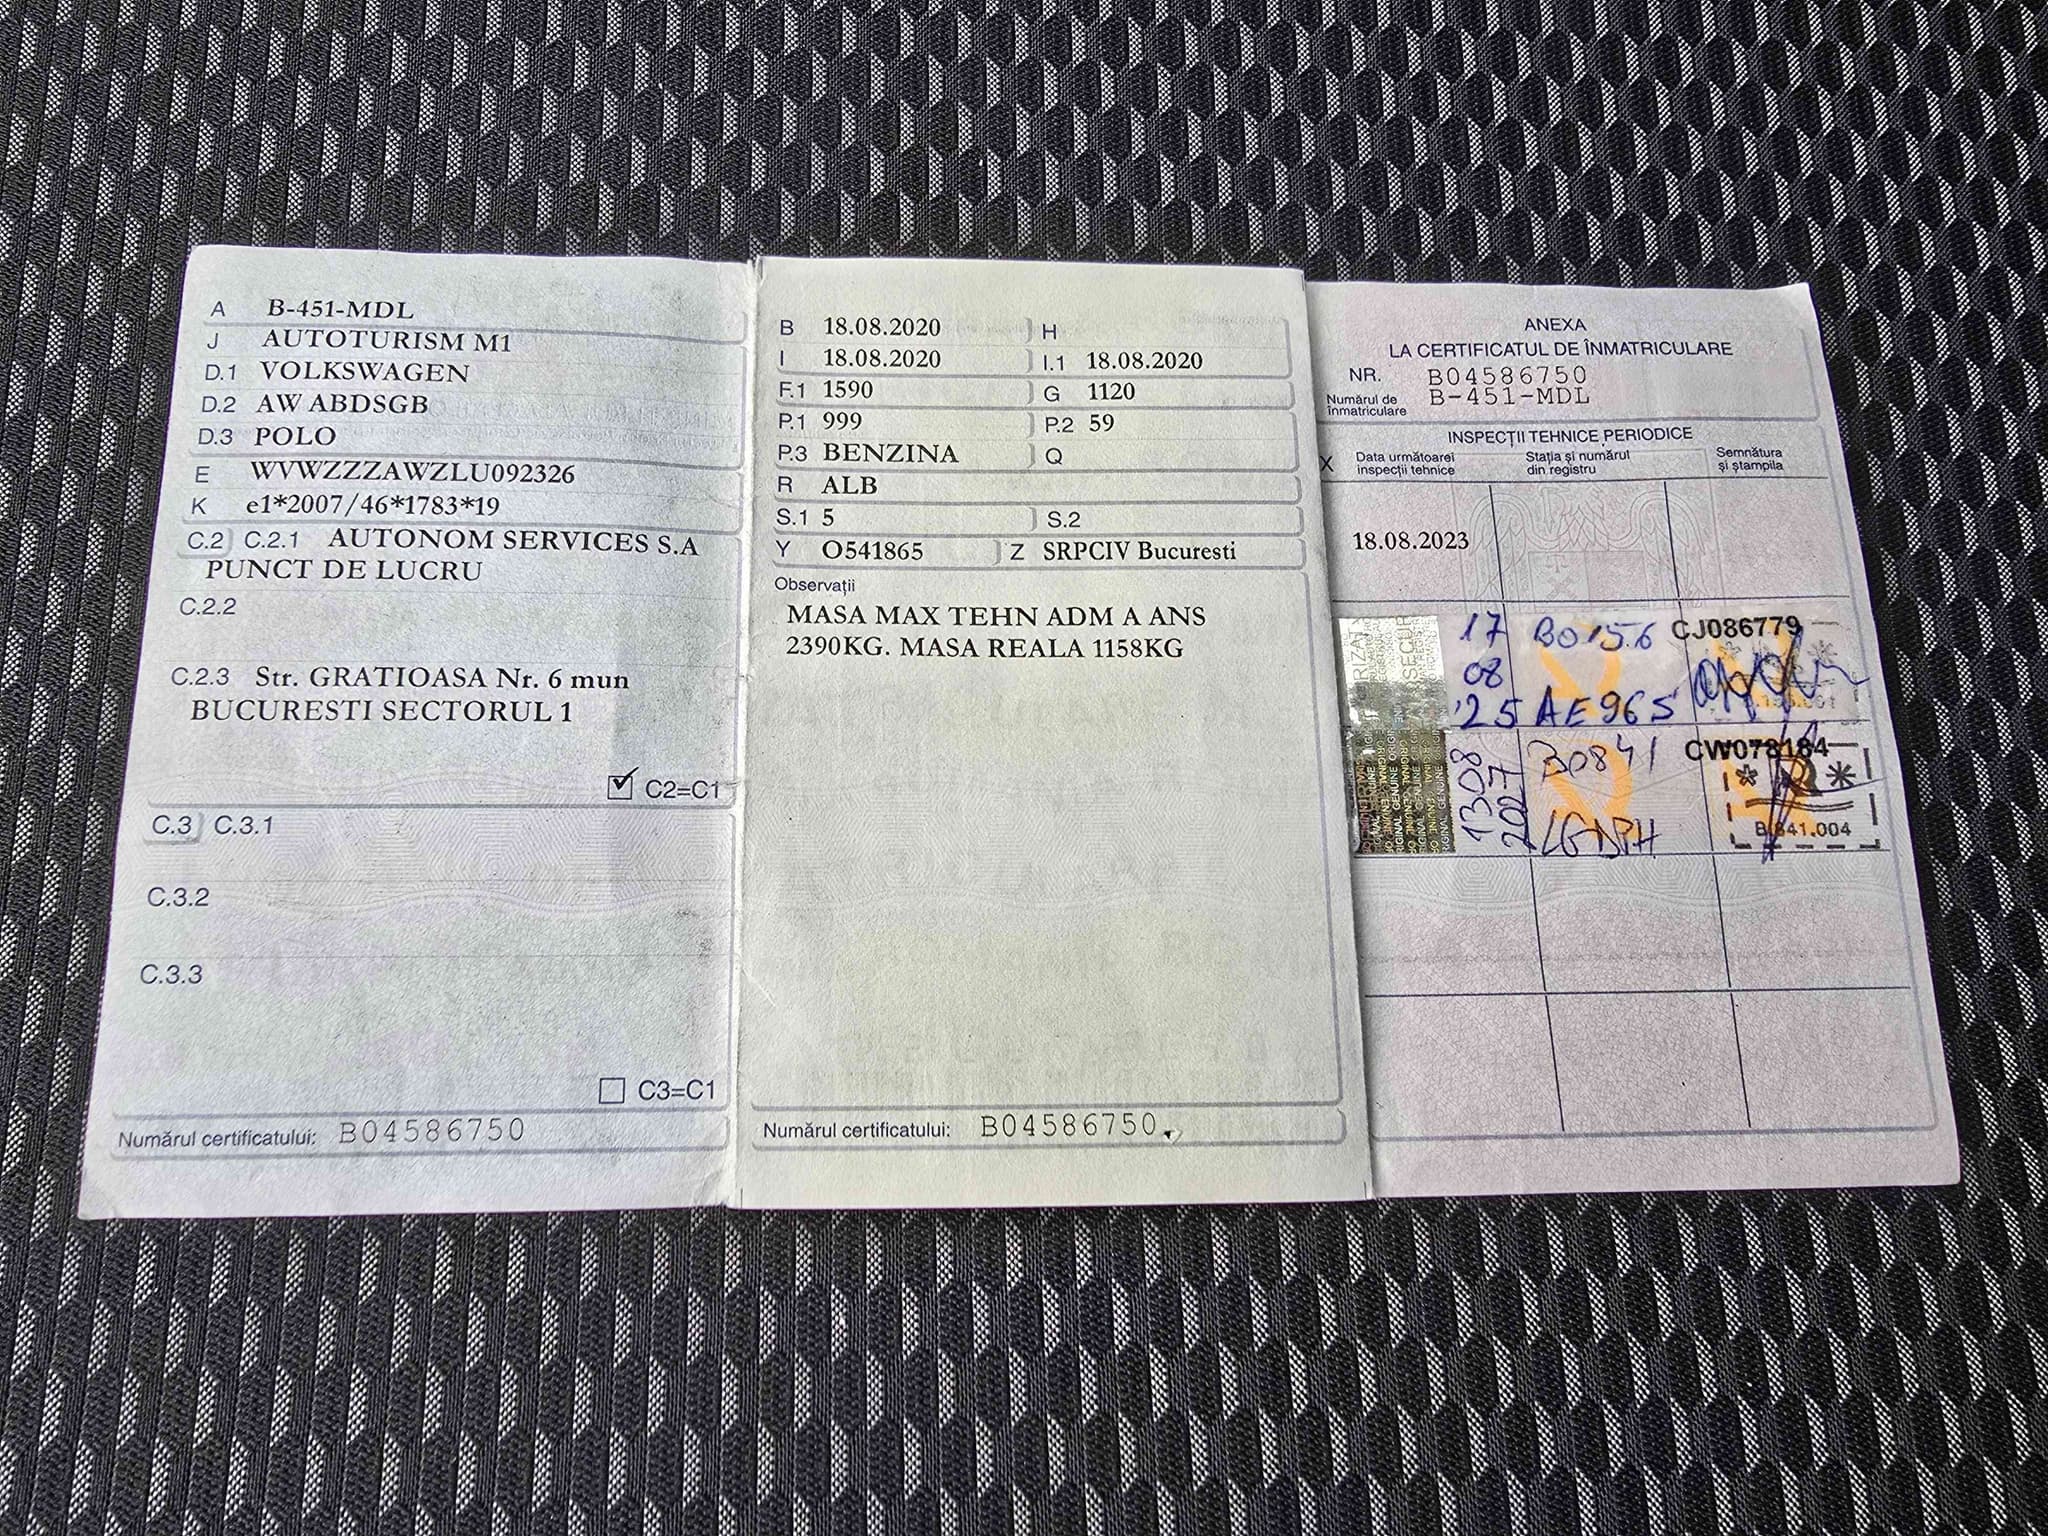 A B-451-MDL
J AUTOTURISM M1
D.1 VOLKSWAGEN
D.2 AW ABDSGB
D.3 POLO
E WVWZZZAWZLU092326
K e1*2007/46*1783*19
C.2 C.2.1 AUTONOM SERVICES S.A
PUNCT DE LUCRU
C.2.2
C.2.3 Str. GRATIOASA Nr. 6 mun
BUCURESTI SECTORUL 1
C2=C1
C.3 C.3.1
C.3.2
C.3.3
C3=C1
Numărul certificatului: B04586750
B 18.08.2020 H
I 18.08.2020 I.1 18.08.2020
F.1 1590 G 1120
P.1 999 P.2 59
P.3 BENZINA Q
R ALB
S.1 5 S.2
Y O541865 Z SRPCIV Bucuresti
Observații
MASA MAX TEHN ADM A ANS
2390KG. MASA REALA 1158KG
Numărul certificatului: B04586750
ANEXA
LA CERTIFICATUL DE ÎNMATRICULARE
NR. B04586750
Numărul de înmatriculare B-451-MDL
INSPECȚII TEHNICE PERIODICE
X Data următoarei inspecții tehnice
Stația și numărul din registru
Semnătura și ștampila
18.08.2023
17 B0156 CJ086779
08
'25 AE965
1308 2027 B0841 CW078184
B.841.004